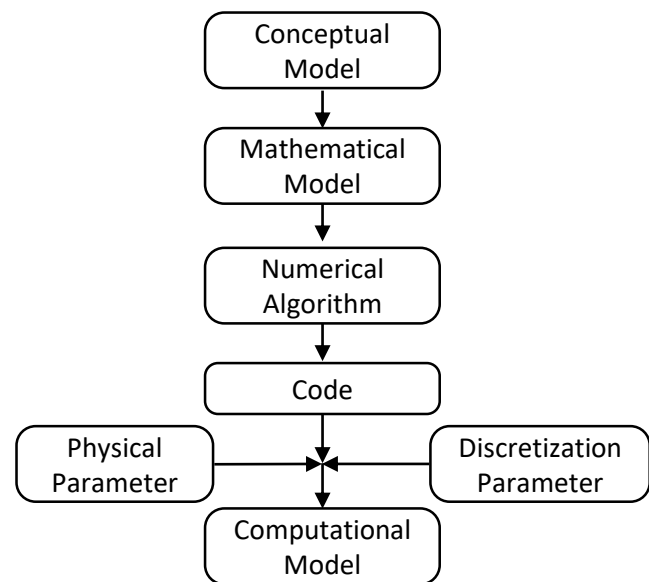 Conceptual
Model
Mathematical
Model
Numerical
Algorithm
Code
Physical
Parameter
Discretization
Parameter
Computational
Model